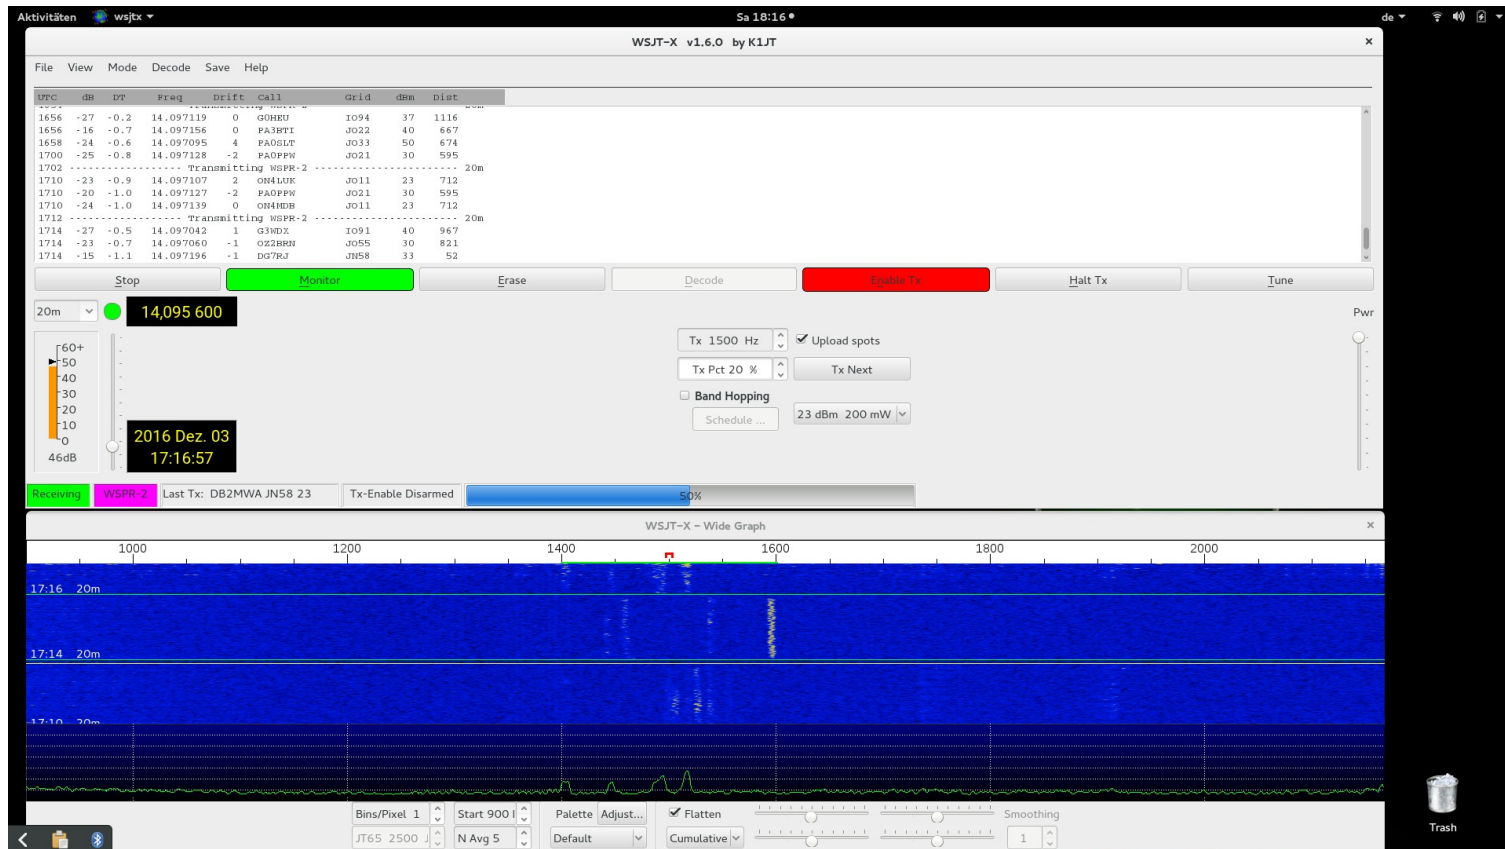 Aktivitäten wsjtx Sa 18:16 de
WSJT-X v1.6.0 by K1JT
File View Mode Decode Save Help
UTC dB DT Freq Drift Call Grid dBm Dist
1656 -27 -0.2 14.097119 0 G0HEU IO94 37 1116
1656 -16 -0.7 14.097156 0 PA3BTI JO22 40 667
1658 -24 -0.6 14.097095 4 PA0SLT JO33 50 674
1700 -25 -0.8 14.097128 -2 PA0PPW JO21 30 595
1702 ------------------ Transmitting WSPR-2 ---------------------- 20m
1710 -23 -0.9 14.097107 2 ON4LUK JO11 23 712
1710 -20 -1.0 14.097127 -2 PA0PPW JO21 30 595
1710 -24 -1.0 14.097139 0 ON4MDB JO11 23 712
1712 ------------------ Transmitting WSPR-2 ---------------------- 20m
1714 -27 -0.5 14.097042 1 G3WDX IO91 40 967
1714 -23 -0.7 14.097060 -1 OZ2BRN JO55 30 821
1714 -15 -1.1 14.097196 -1 DG7RJ JN58 33 52
Stop Monitor Erase Decode Enable Tx Halt Tx Tune
20m 14,095 600 Pwr
Tx 1500 Hz Upload spots
60+
50
40
30
20
10
0
46dB
Tx Pct 20 % Tx Next
Band Hopping
Schedule ... 23 dBm 200 mW
2016 Dez. 03
17:16:57
Receiving WSPR-2 Last Tx: DB2MWA JN58 23 Tx-Enable Disarmed 50%
WSJT-X - Wide Graph
1000 1200 1400 1600 1800 2000
17:16 20m
17:14 20m
17:10 20m
Bins/Pixel 1 Start 900 Palette Adjust... Flatten Smoothing
JT65 2500 N Avg 5 Default Cumulative 1
Trash